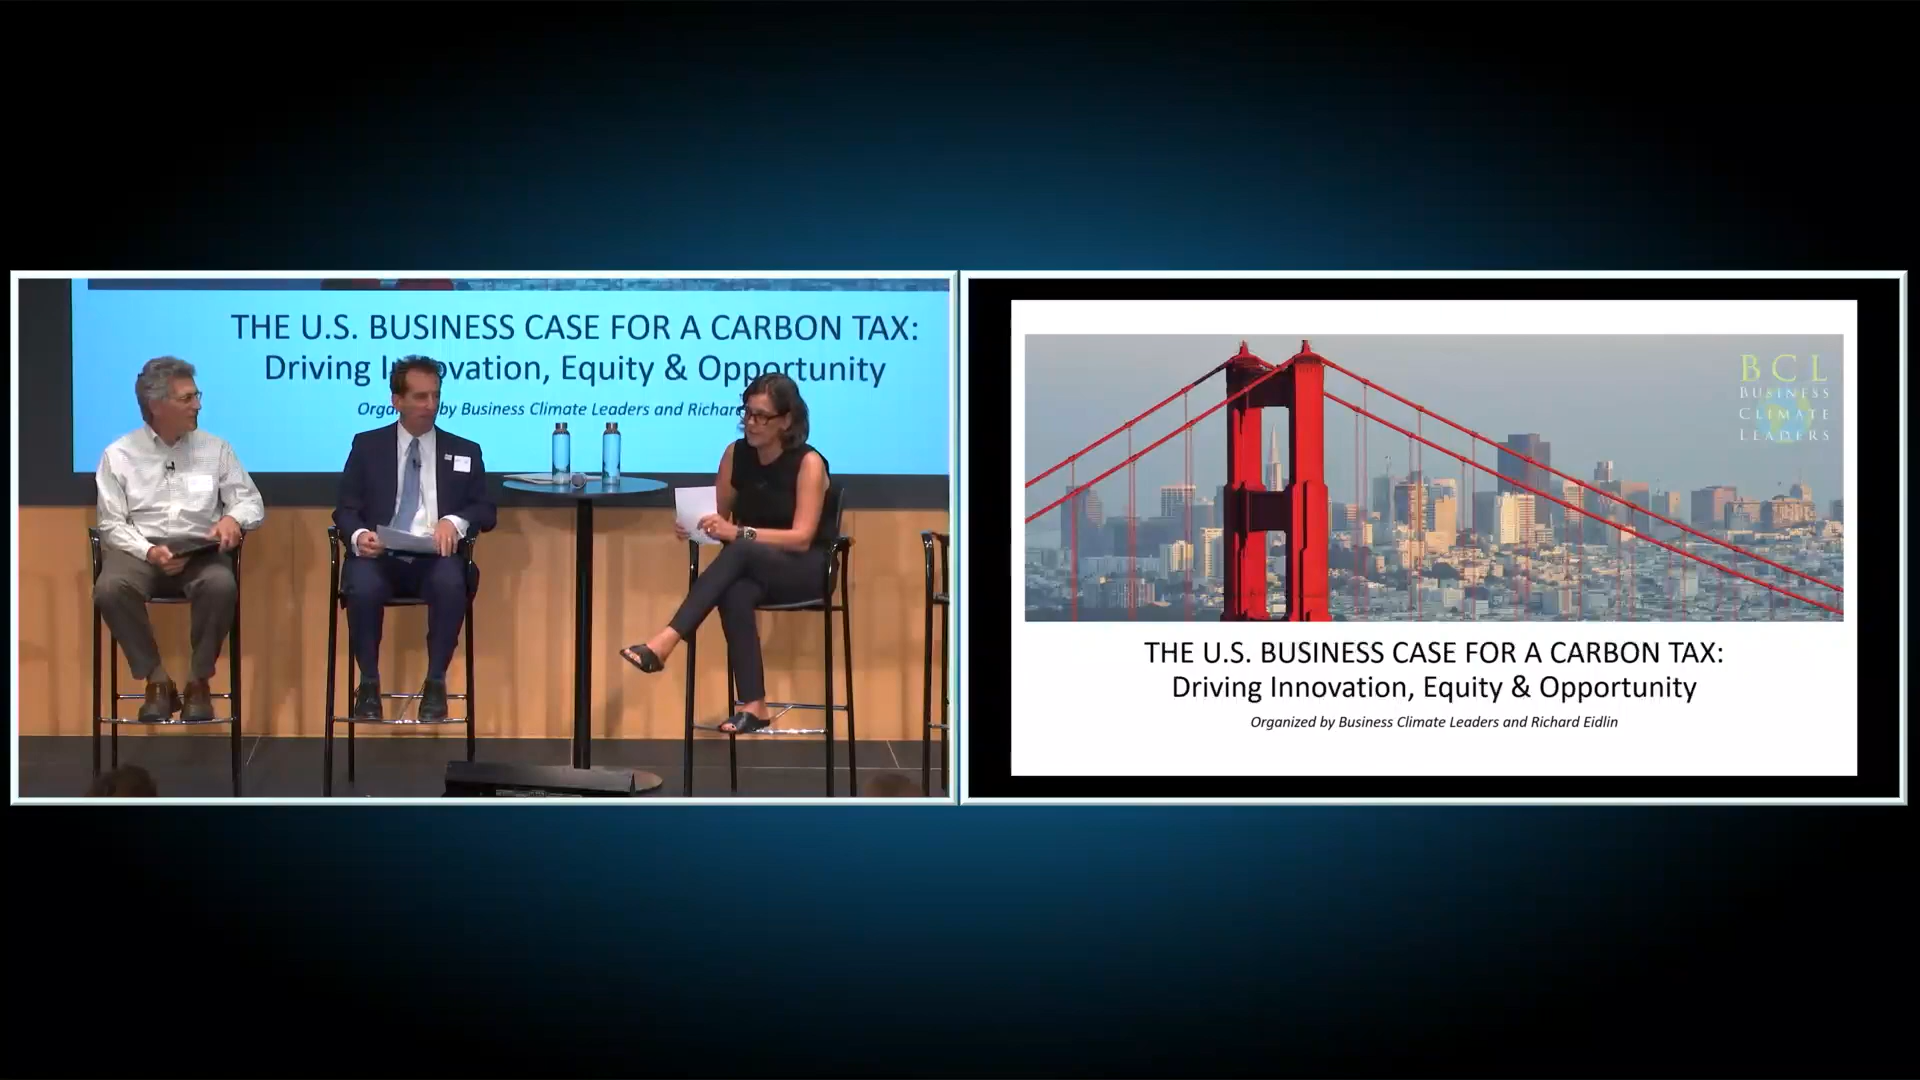 THE U.S. BUSINESS CASE FOR A CARBON TAX:
Driving In ovation, Equity & Opportunity
Orga by Business Climate Leaders and Richar
BCL
BUSINESS
CLIMATE
LEADERS
THE U.S. BUSINESS CASE FOR A CARBON TAX:
Driving Innovation, Equity & Opportunity
Organized by Business Climate Leaders and Richard Eidlin